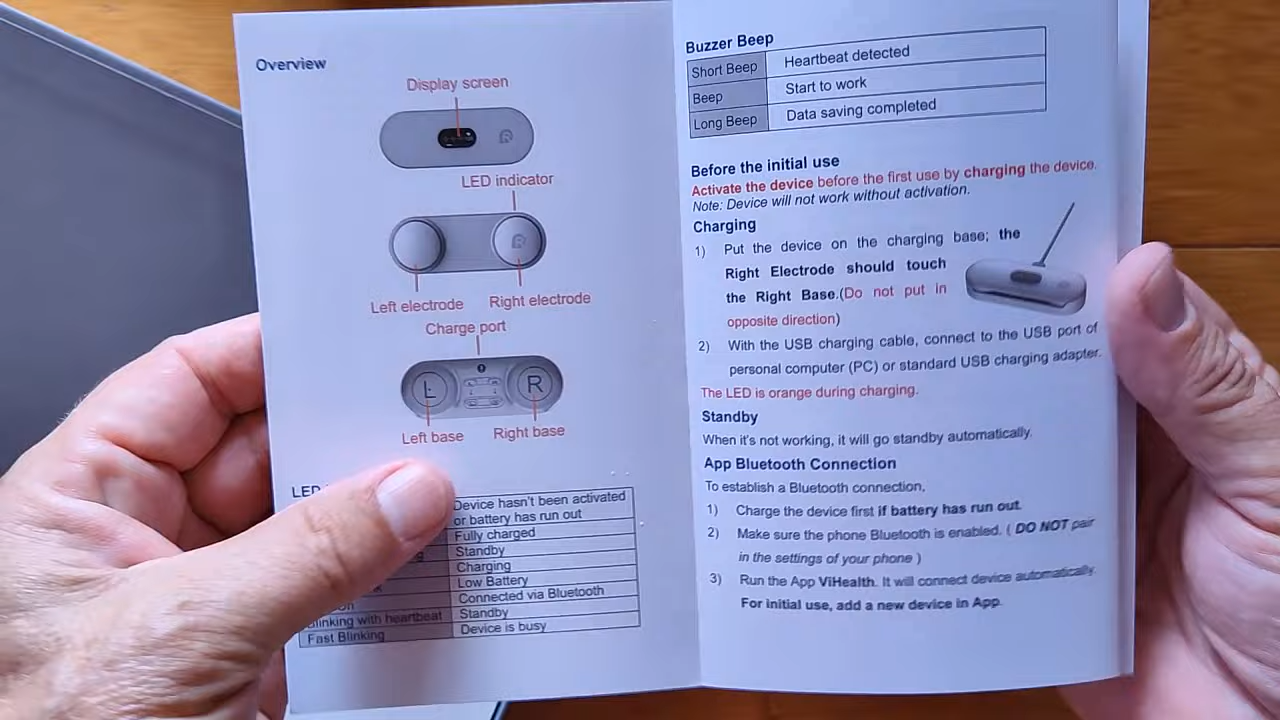 Overview
Display screen
LED indicator
Left electrode
Right electrode
Charge port
L
R
Left base
Right base
LED
Device hasn't been activated
or battery has run out
Fully charged
Standby
Charging
Low Battery
Connected via Bluetooth
Blinking with heartbeat Standby
Fast Blinking Device is busy
Buzzer Beep
Short Beep Heartbeat detected
Beep Start to work
Long Beep Data saving completed
Before the initial use
Activate the device before the first use by charging the device.
Note: Device will not work without activation.
Charging
1) Put the device on the charging base; the
Right Electrode should touch
the Right Base.(Do not put in
opposite direction)
2) With the USB charging cable, connect to the USB port of
personal computer (PC) or standard USB charging adapter.
The LED is orange during charging.
Standby
When it's not working, it will go standby automatically.
App Bluetooth Connection
To establish a Bluetooth connection,
1) Charge the device first if battery has run out.
2) Make sure the phone Bluetooth is enabled. ( DO NOT pair
in the settings of your phone )
3) Run the App ViHealth. It will connect device automatically.
For initial use, add a new device in App.